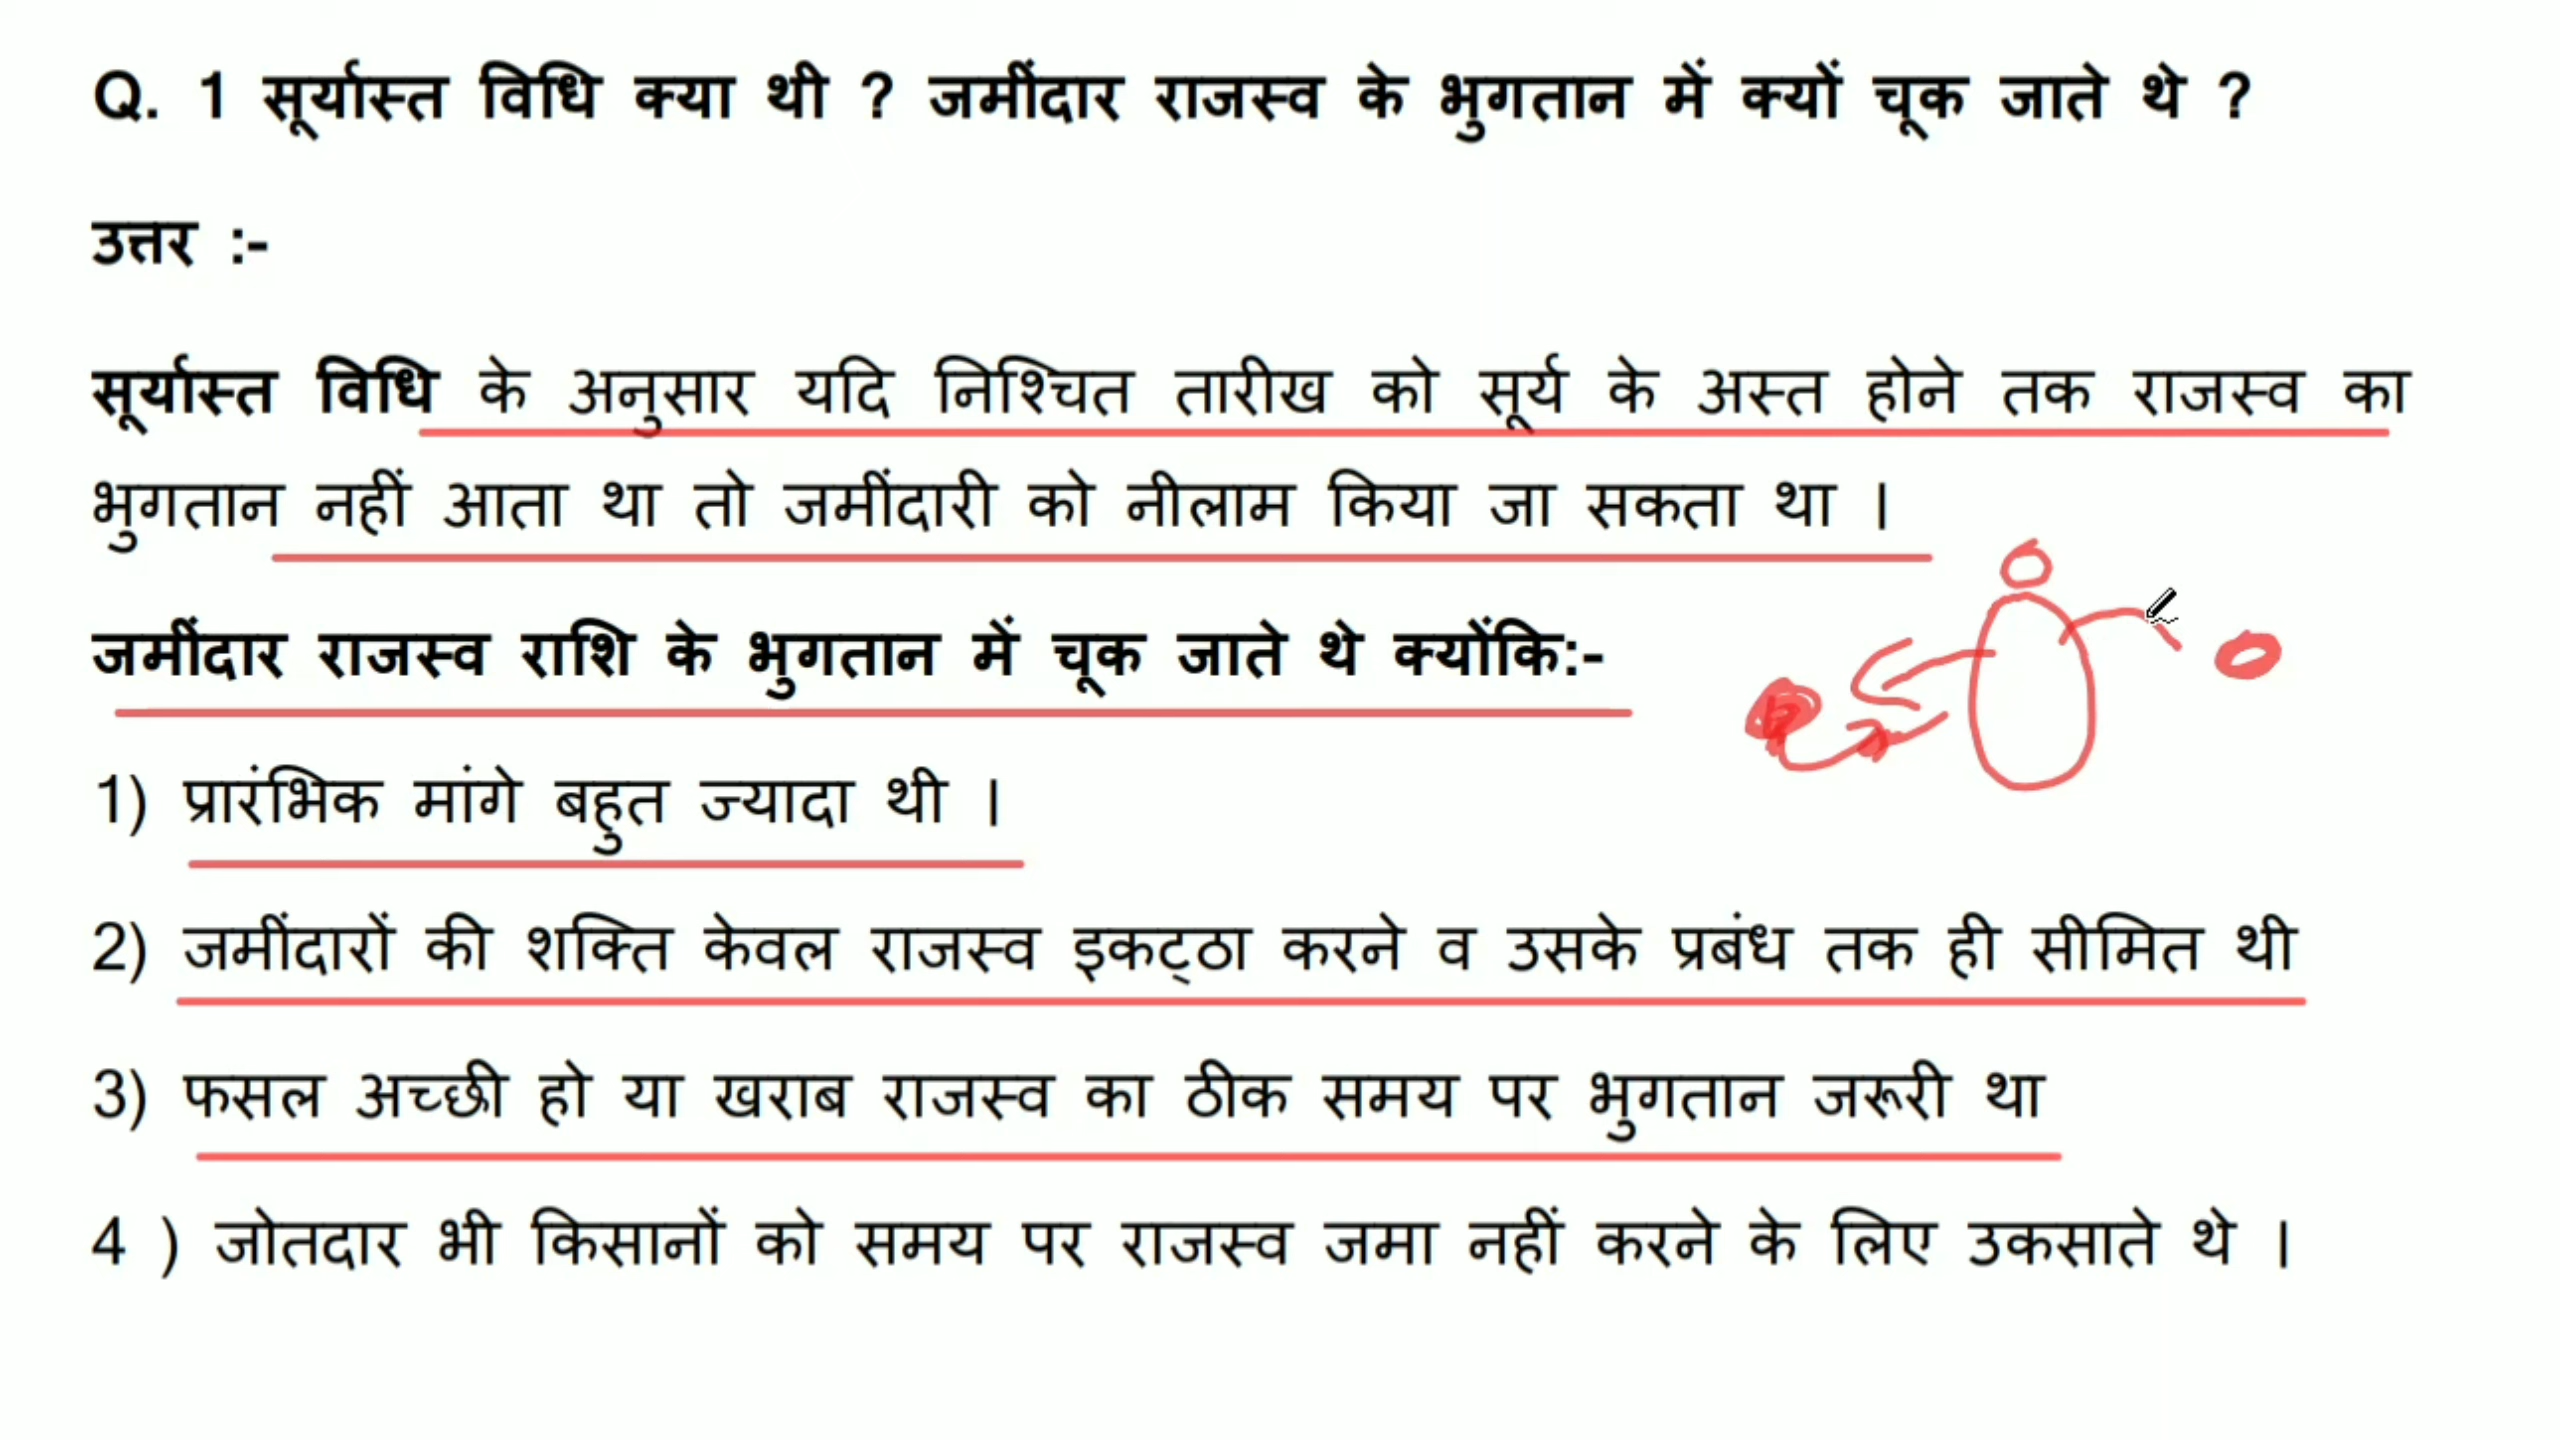 Q. 1 सूर्यास्त विधि क्या थी ? जमींदार राजस्व के भुगतान में क्यों चूक जाते थे ?
उत्तर :-
सूर्यास्त विधि के अनुसार यदि निश्चित तारीख को सूर्य के अस्त होने तक राजस्व का
भुगतान नहीं आता था तो जमींदारी को नीलाम किया जा सकता था ।
जमींदार राजस्व राशि के भुगतान में चूक जाते थे क्योंकि:-
1) प्रारंभिक मांगे बहुत ज्यादा थी ।
2) जमींदारों की शक्ति केवल राजस्व इकट्ठा करने व उसके प्रबंध तक ही सीमित थी
3) फसल अच्छी हो या खराब राजस्व का ठीक समय पर भुगतान जरूरी था
4 ) जोतदार भी किसानों को समय पर राजस्व जमा नहीं करने के लिए उकसाते थे ।